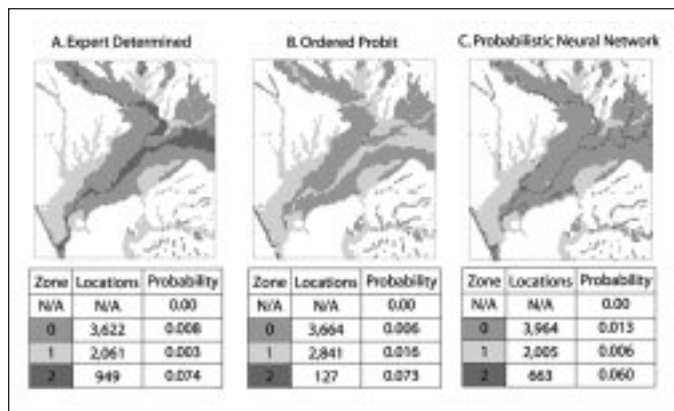 A. Expert Determined
B. Ordered Probit
C. Probabilistic Neural Network
Zone Locations Probability
N/A N/A 0.00
0 3,622 0.008
1 2,061 0.003
2 949 0.074
Zone Locations Probability
N/A N/A 0.00
0 3,664 0.006
1 2,841 0.016
2 127 0.073
Zone Locations Probability
N/A N/A 0.00
0 3,964 0.013
1 2,005 0.006
2 663 0.060